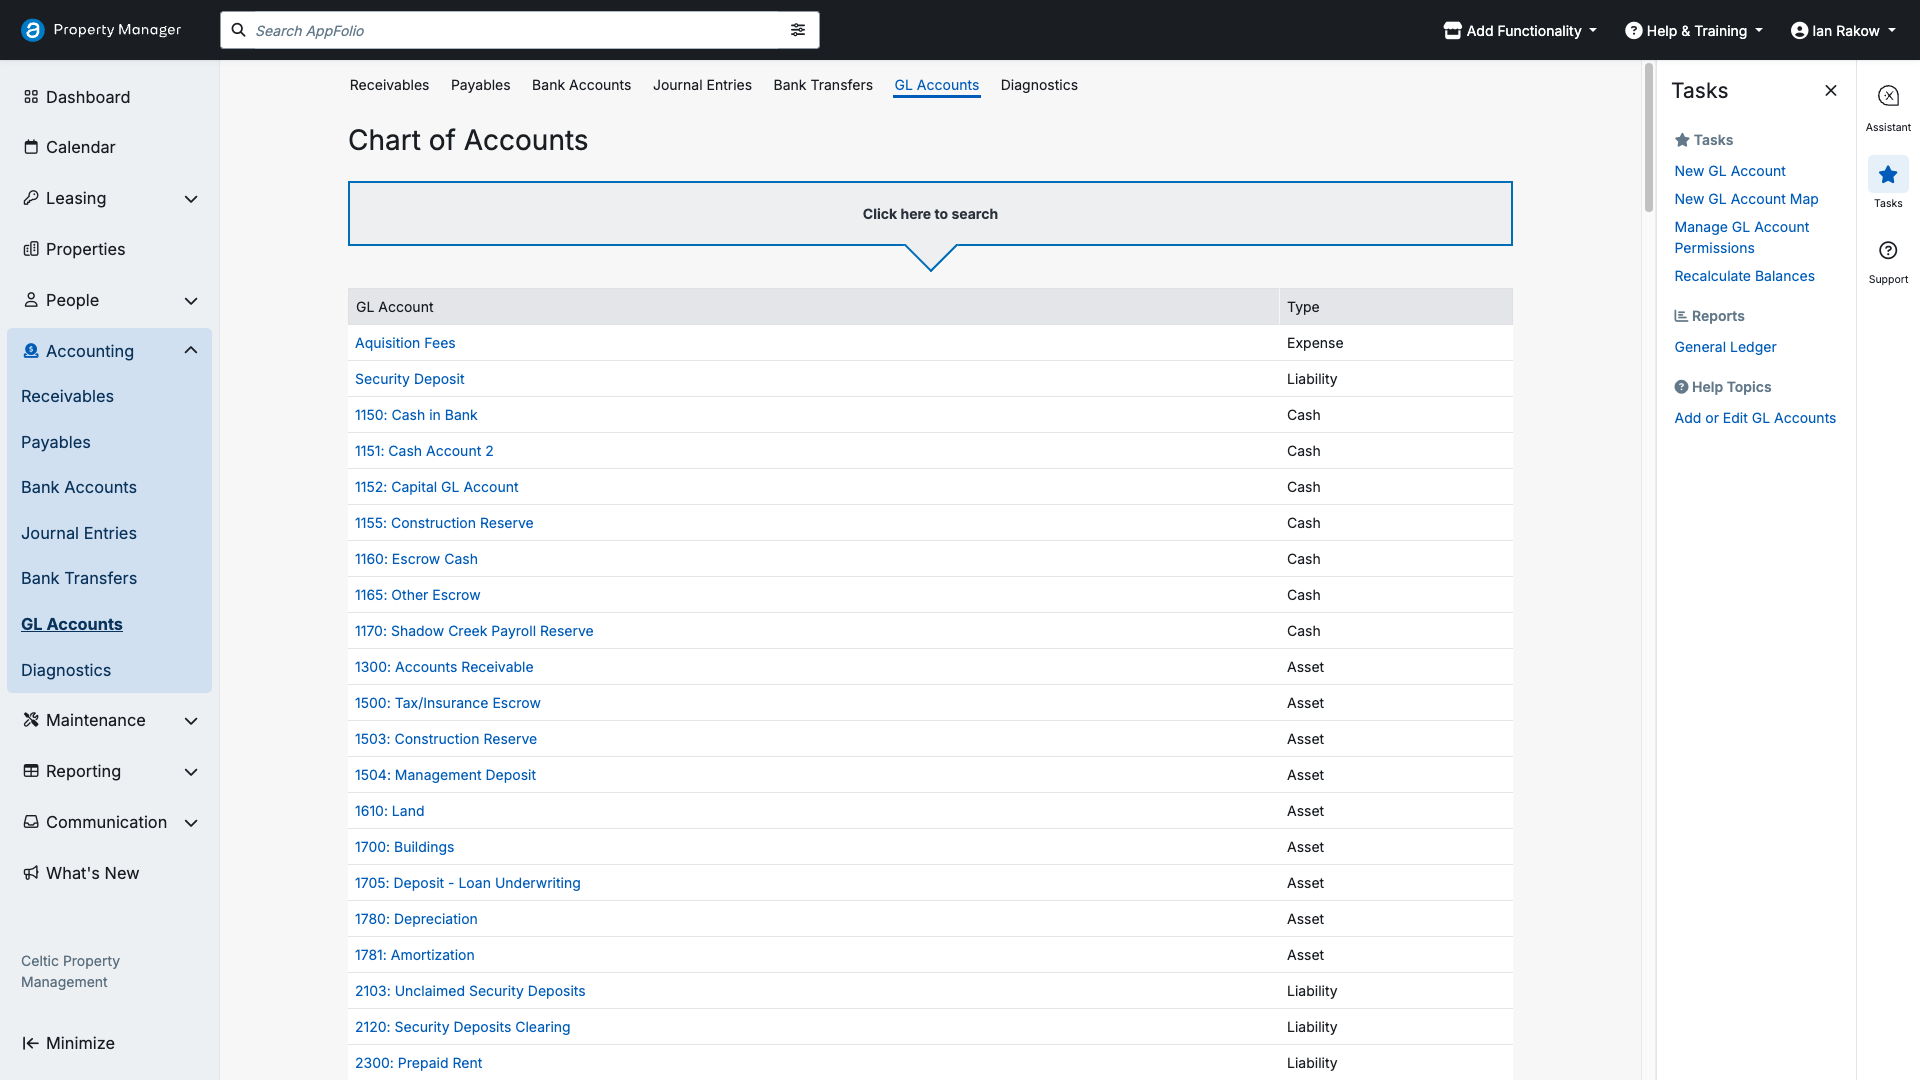 Property Manager
Search AppFolio
Add Functionality
Help & Training
Ian Rakow
Dashboard
Calendar
Leasing
Properties
People
Accounting
Receivables
Payables
Bank Accounts
Journal Entries
Bank Transfers
GL Accounts
Diagnostics
Maintenance
Reporting
Communication
What's New
Celtic Property
Management
Minimize
Receivables Payables Bank Accounts Journal Entries Bank Transfers GL Accounts Diagnostics
Chart of Accounts
Click here to search
GL Account Type
Aquisition Fees Expense
Security Deposit Liability
1150: Cash in Bank Cash
1151: Cash Account 2 Cash
1152: Capital GL Account Cash
1155: Construction Reserve Cash
1160: Escrow Cash Cash
1165: Other Escrow Cash
1170: Shadow Creek Payroll Reserve Cash
1300: Accounts Receivable Asset
1500: Tax/Insurance Escrow Asset
1503: Construction Reserve Asset
1504: Management Deposit Asset
1610: Land Asset
1700: Buildings Asset
1705: Deposit - Loan Underwriting Asset
1780: Depreciation Asset
1781: Amortization Asset
2103: Unclaimed Security Deposits Liability
2120: Security Deposits Clearing Liability
2300: Prepaid Rent Liability
Tasks
Tasks
New GL Account
New GL Account Map
Manage GL Account
Permissions
Recalculate Balances
Reports
General Ledger
Help Topics
Add or Edit GL Accounts
Assistant
Tasks
Support